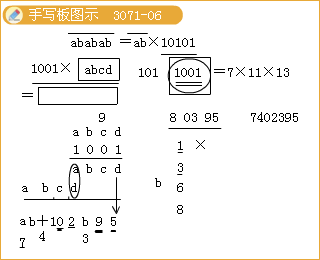 手写板图示 3071-06
ababab =ab×10101
1001× abcd 101 1001 =7×11×13
=
9 8 03 95 7402395
a b c d
1 0 0 1 1 ×
a b c d 3
a b c d b 6
8
ab+10 2 b 9 5
7 4 3